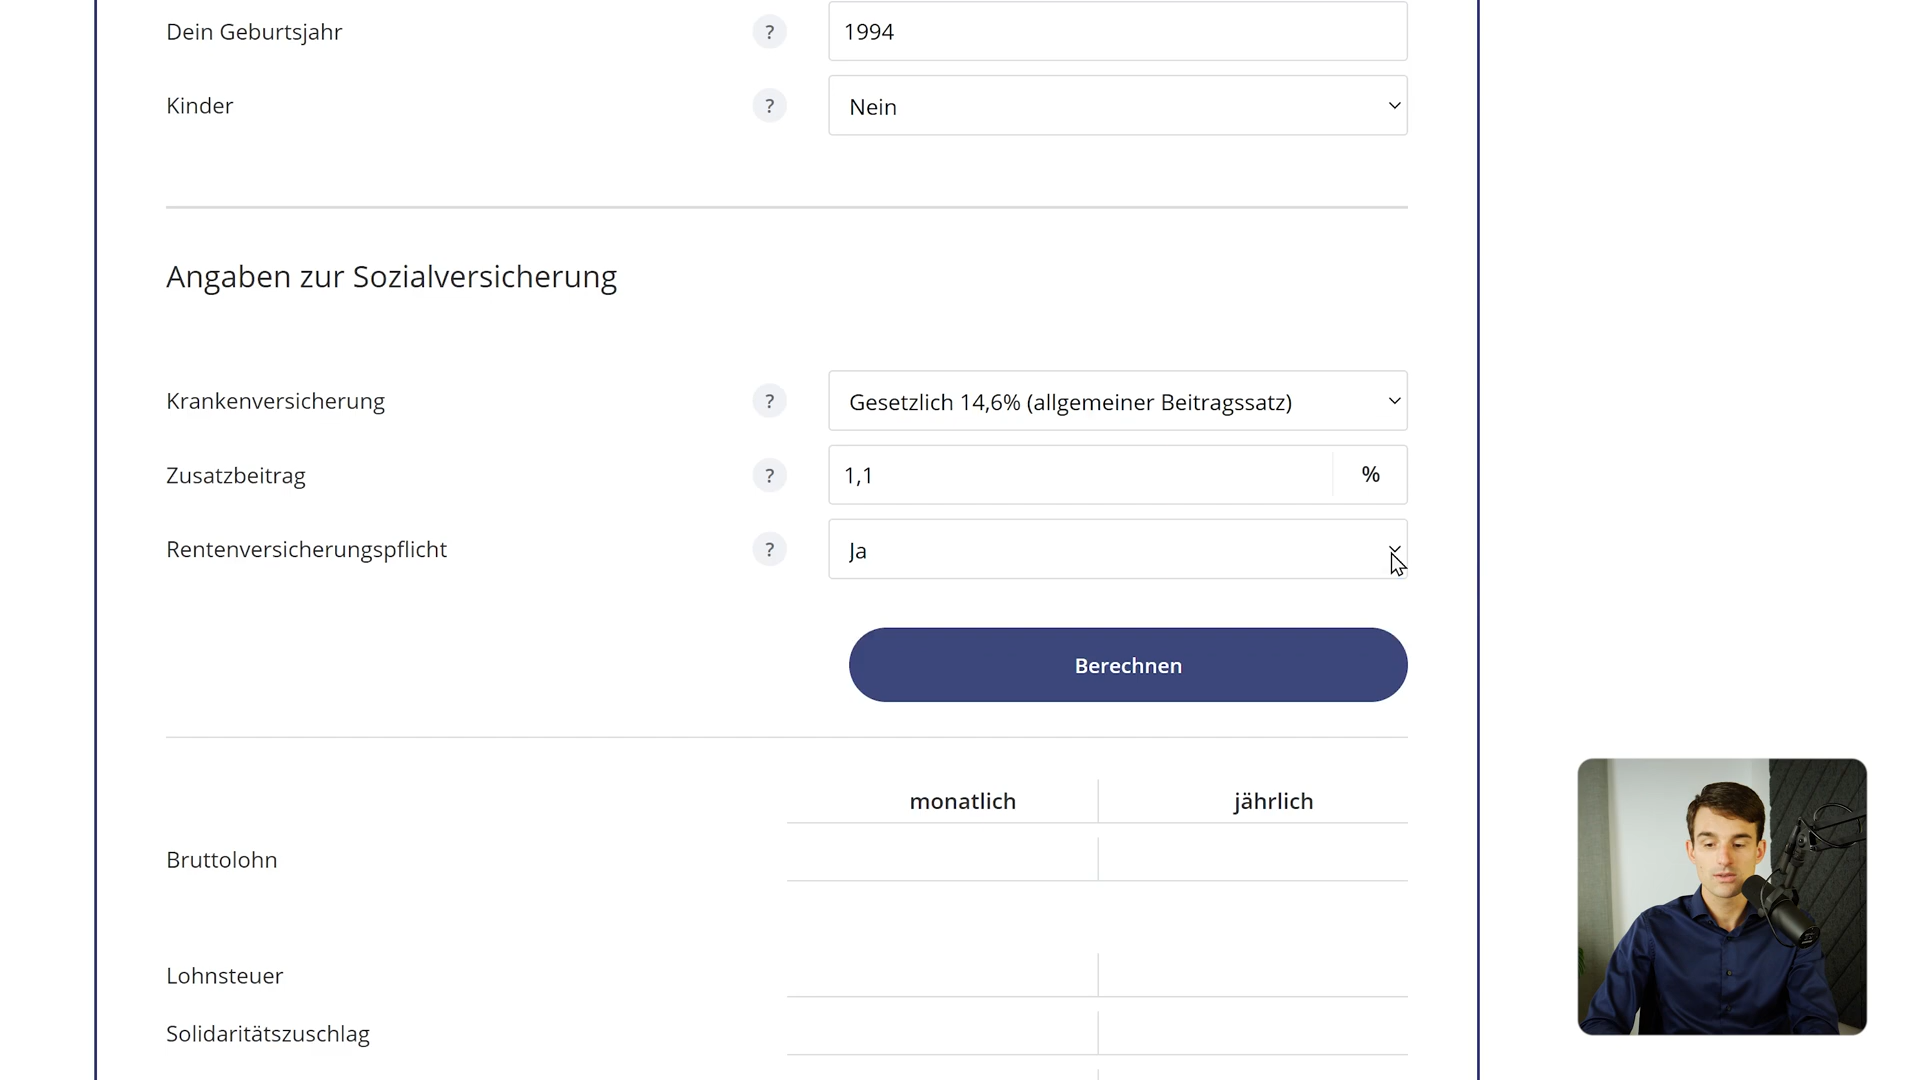 Dein Geburtsjahr ? 1994
Kinder ? Nein
Angaben zur Sozialversicherung
Krankenversicherung ? Gesetzlich 14,6% (allgemeiner Beitragssatz)
Zusatzbeitrag ? 1,1 %
Rentenversicherungspflicht ? Ja
Berechnen
monatlich jährlich
Bruttolohn
Lohnsteuer
Solidaritätszuschlag